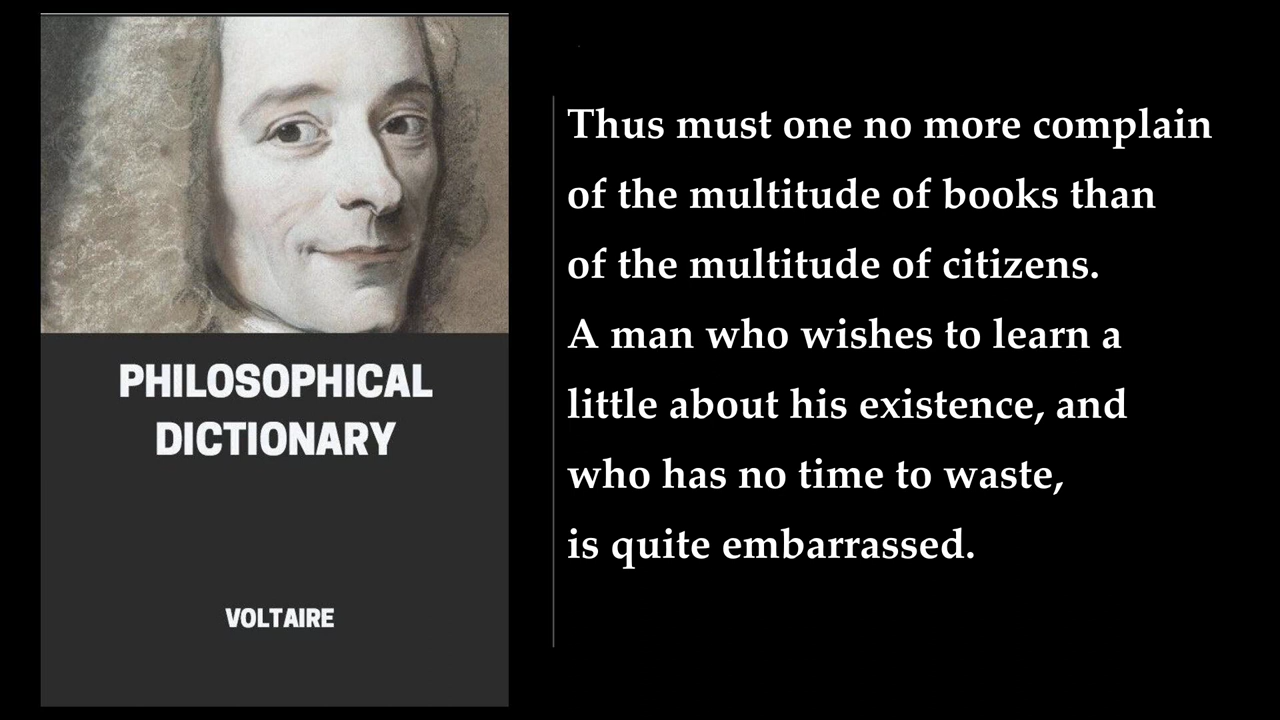 PHILOSOPHICAL
DICTIONARY
VOLTAIRE
Thus must one no more complain
of the multitude of books than
of the multitude of citizens.
A man who wishes to learn a
little about his existence, and
who has no time to waste,
is quite embarrassed.